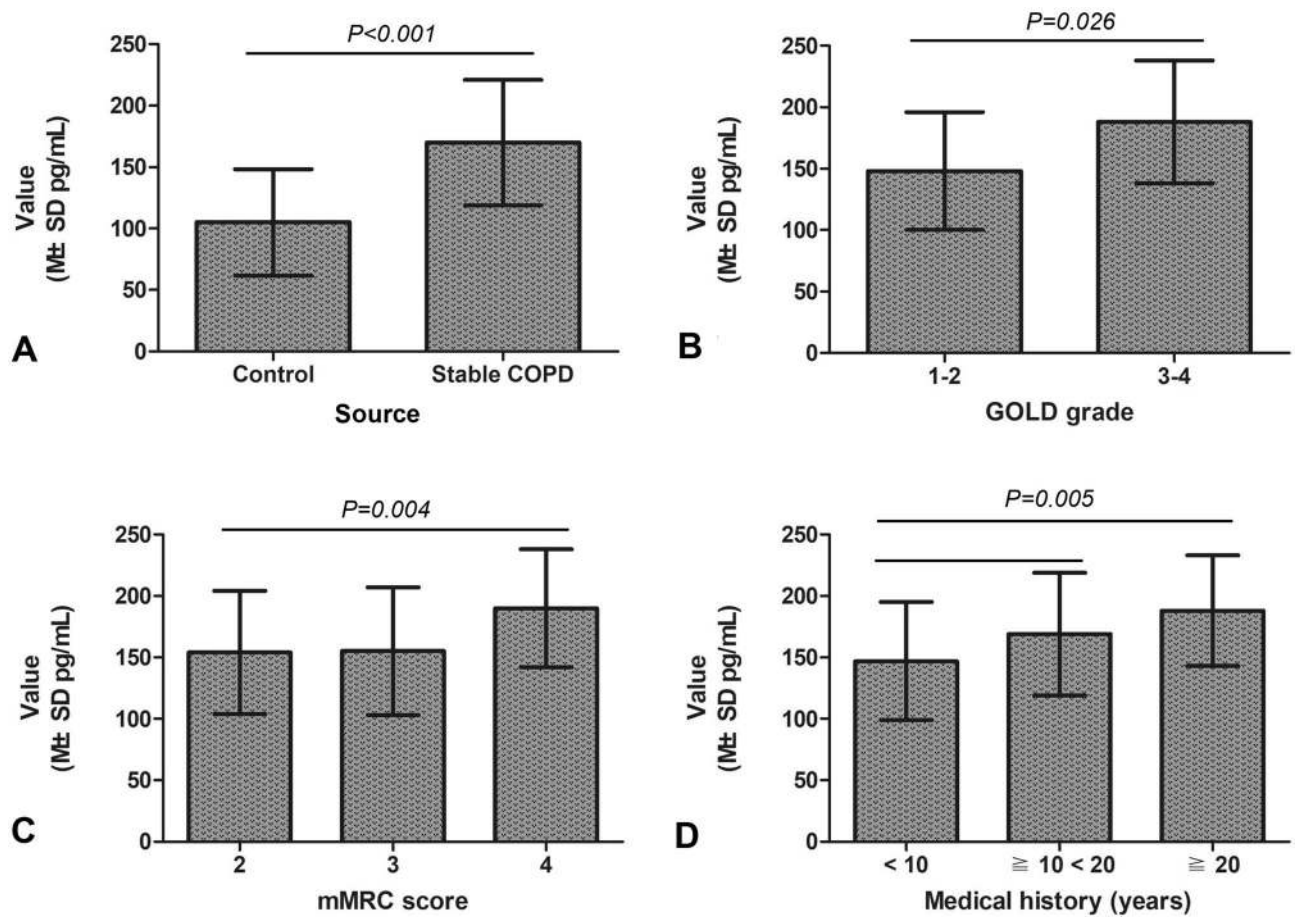 P<0.001
250
200
150
100
50
0
Value
(M± SD pg/mL)
Control Stable COPD
Source
A
P=0.026
250
200
150
100
50
0
Value
(M± SD pg/mL)
1-2 3-4
GOLD grade
B
P=0.004
250
200
150
100
50
0
Value
(M± SD pg/mL)
2 3 4
mMRC score
C
P=0.005
250
200
150
100
50
0
Value
(M± SD pg/mL)
< 10 ≧ 10 < 20 ≧ 20
Medical history (years)
D